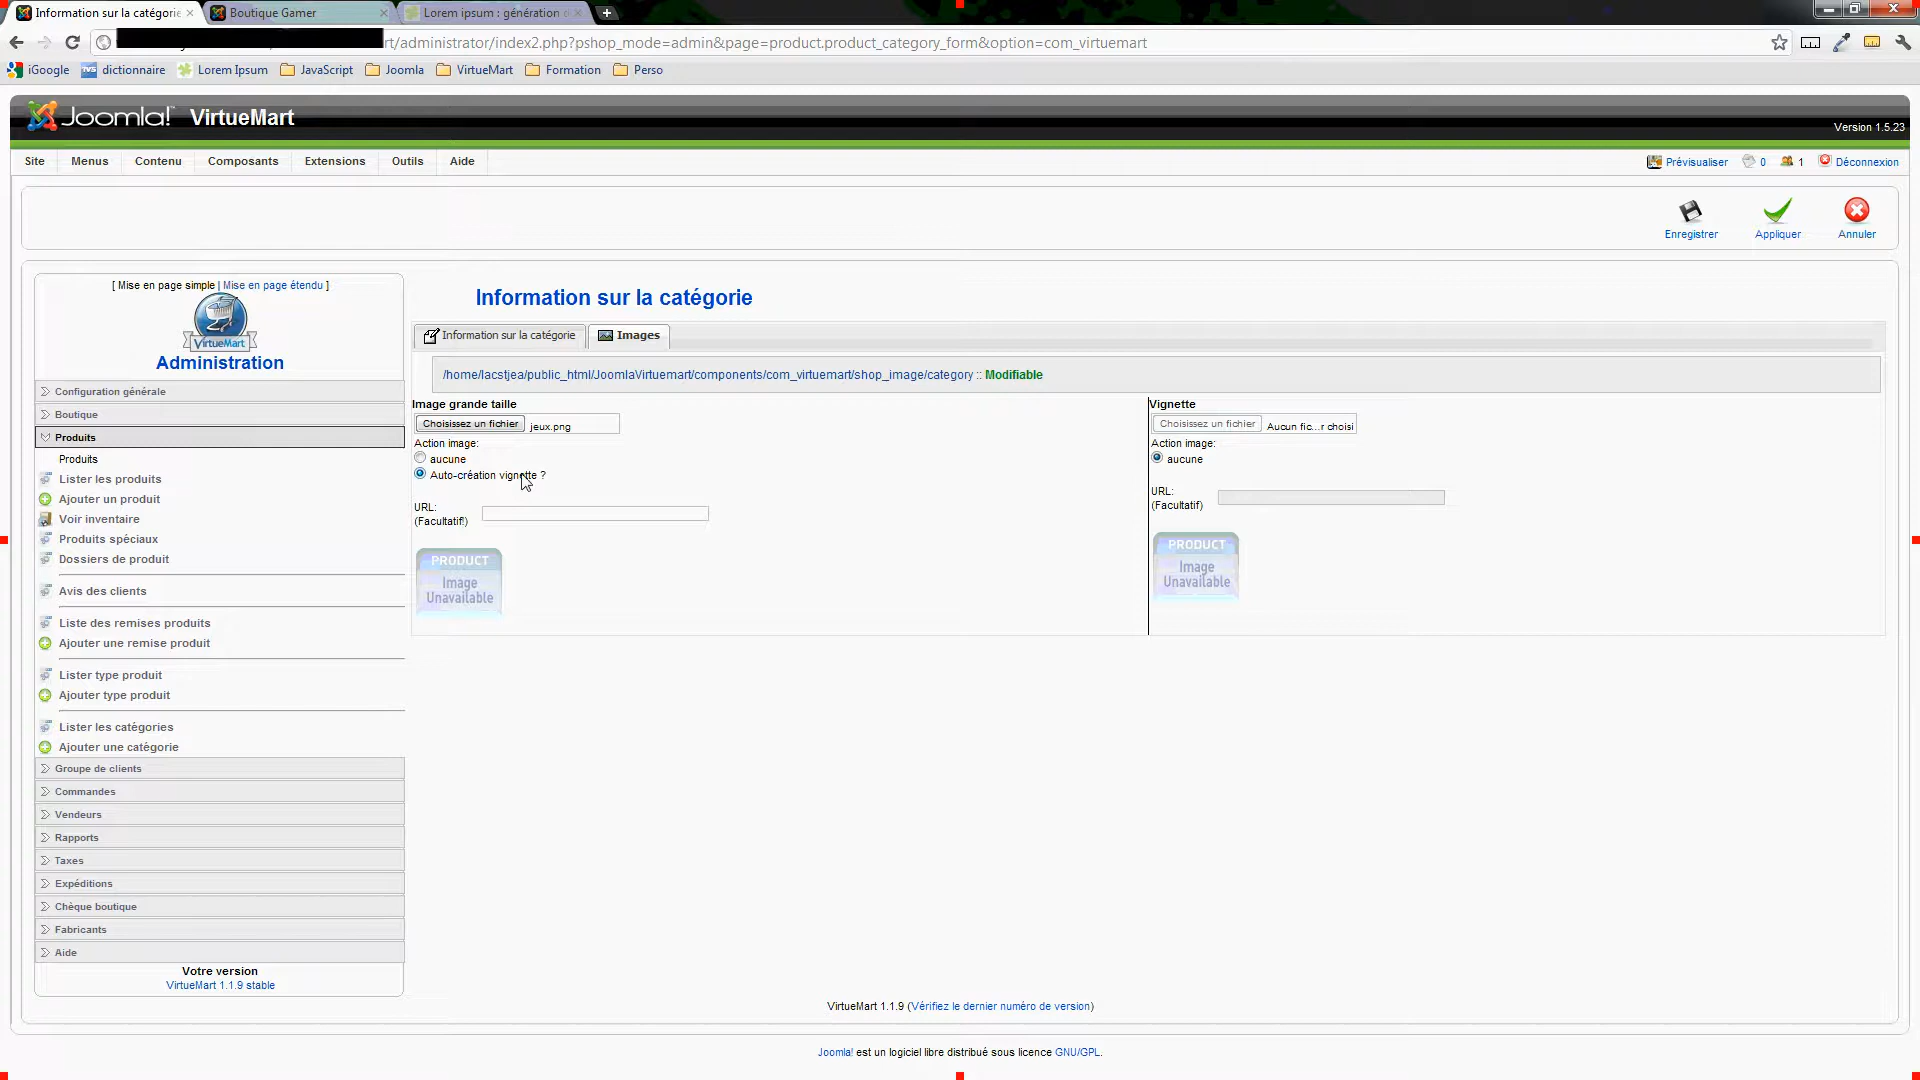 Information sur la catégorie
Boutique Gamer
Lorem ipsum : génération d
rt/administrator/index2.php?pshop_mode=admin&page=product.product_category_form&option=com_virtuemart
iGoogle
dictionnaire
Lorem Ipsum
JavaScript
Joomla
VirtueMart
Formation
Perso
Joomla! VirtueMart
Version 1.5.23
Site
Menus
Contenu
Composants
Extensions
Outils
Aide
Prévisualiser
0
1
Déconnexion
Enregistrer
Appliquer
Annuler
[ Mise en page simple | Mise en page étendu ]
VirtueMart
Administration
Configuration générale
Boutique
Produits
Produits
Lister les produits
Ajouter un produit
Voir inventaire
Produits spéciaux
Dossiers de produit
Avis des clients
Liste des remises produits
Ajouter une remise produit
Lister type produit
Ajouter type produit
Lister les catégories
Ajouter une catégorie
Groupe de clients
Commandes
Vendeurs
Rapports
Taxes
Expéditions
Chèque boutique
Fabricants
Aide
Votre version
VirtueMart 1.1.9 stable
Information sur la catégorie
Information sur la catégorie
Images
/home/lacstjea/public_html/JoomlaVirtuemart/components/com_virtuemart/shop_image/category :: Modifiable
Image grande taille
Choisissez un fichier jeux.png
Action image:
aucune
Auto-création vignette ?
URL:
(Facultatif!)
PRODUCT
Image
Unavailable
Vignette
Choisissez un fichier Aucun fic...r choisi
Action image:
aucune
URL:
(Facultatif)
PRODUCT
Image
Unavailable
VirtueMart 1.1.9 (Vérifiez le dernier numéro de version)
Joomla! est un logiciel libre distribué sous licence GNU/GPL.